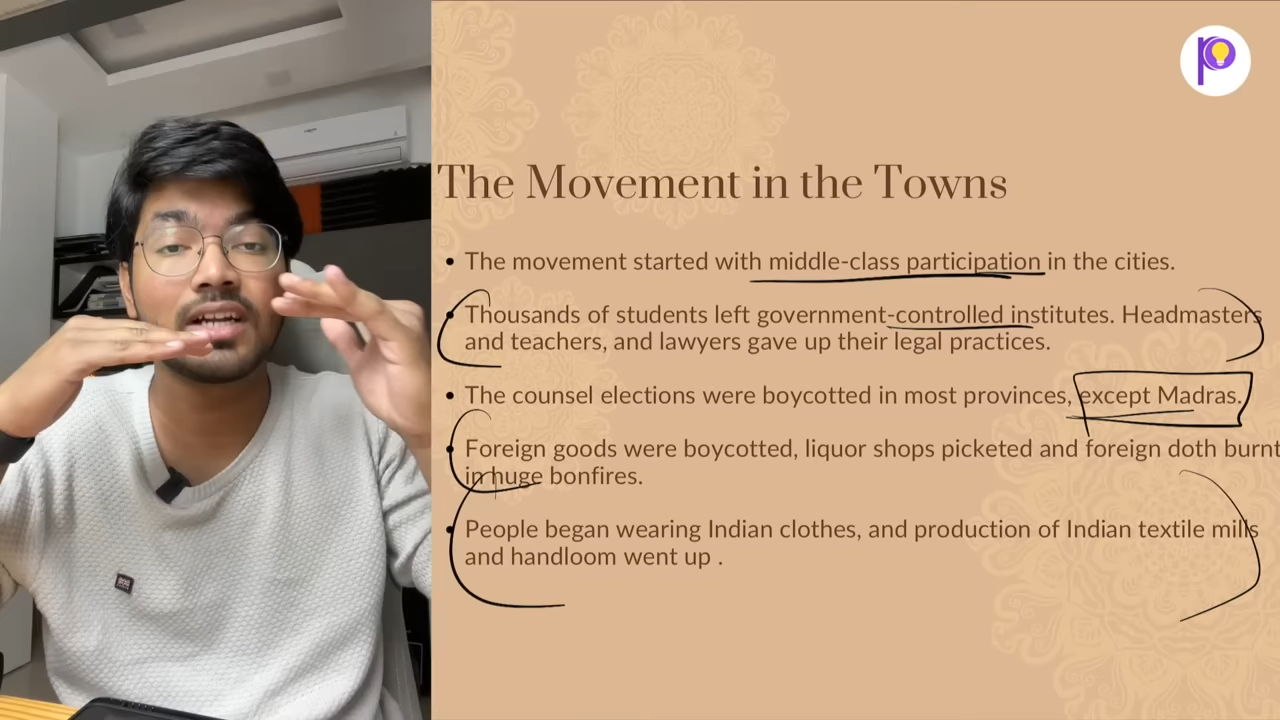 The Movement in the Towns
• The movement started with middle-class participation in the cities.
• Thousands of students left government-controlled institutes. Headmasters
and teachers, and lawyers gave up their legal practices.
• The counsel elections were boycotted in most provinces, except Madras.
• Foreign goods were boycotted, liquor shops picketed and foreign doth burnt
in huge bonfires.
• People began wearing Indian clothes, and production of Indian textile mills
and handloom went up .